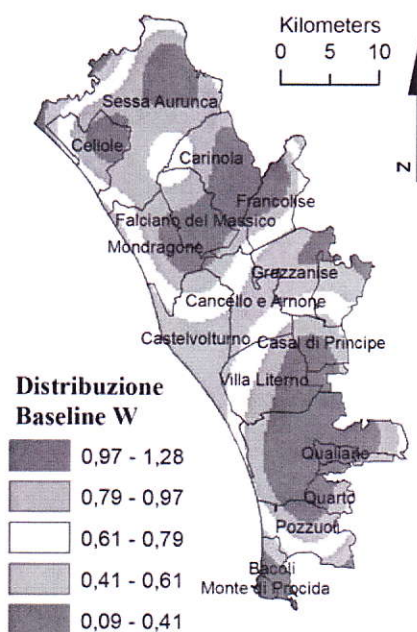 Kilometers
0 5 10
N
Sessa Aurunca
Celiole
Carinola
Francolise
Falciano del Massico
Mondragone
Grazzanise
Cancello e Arnone
Castelvolturno
Casal di Principe
Villa Literno
Qualiano
Quarto
Pozzuoli
Bacoli
Monte di Procida
Distribuzione
Baseline W
0,97 - 1,28
0,79 - 0,97
0,61 - 0,79
0,41 - 0,61
0,09 - 0,41